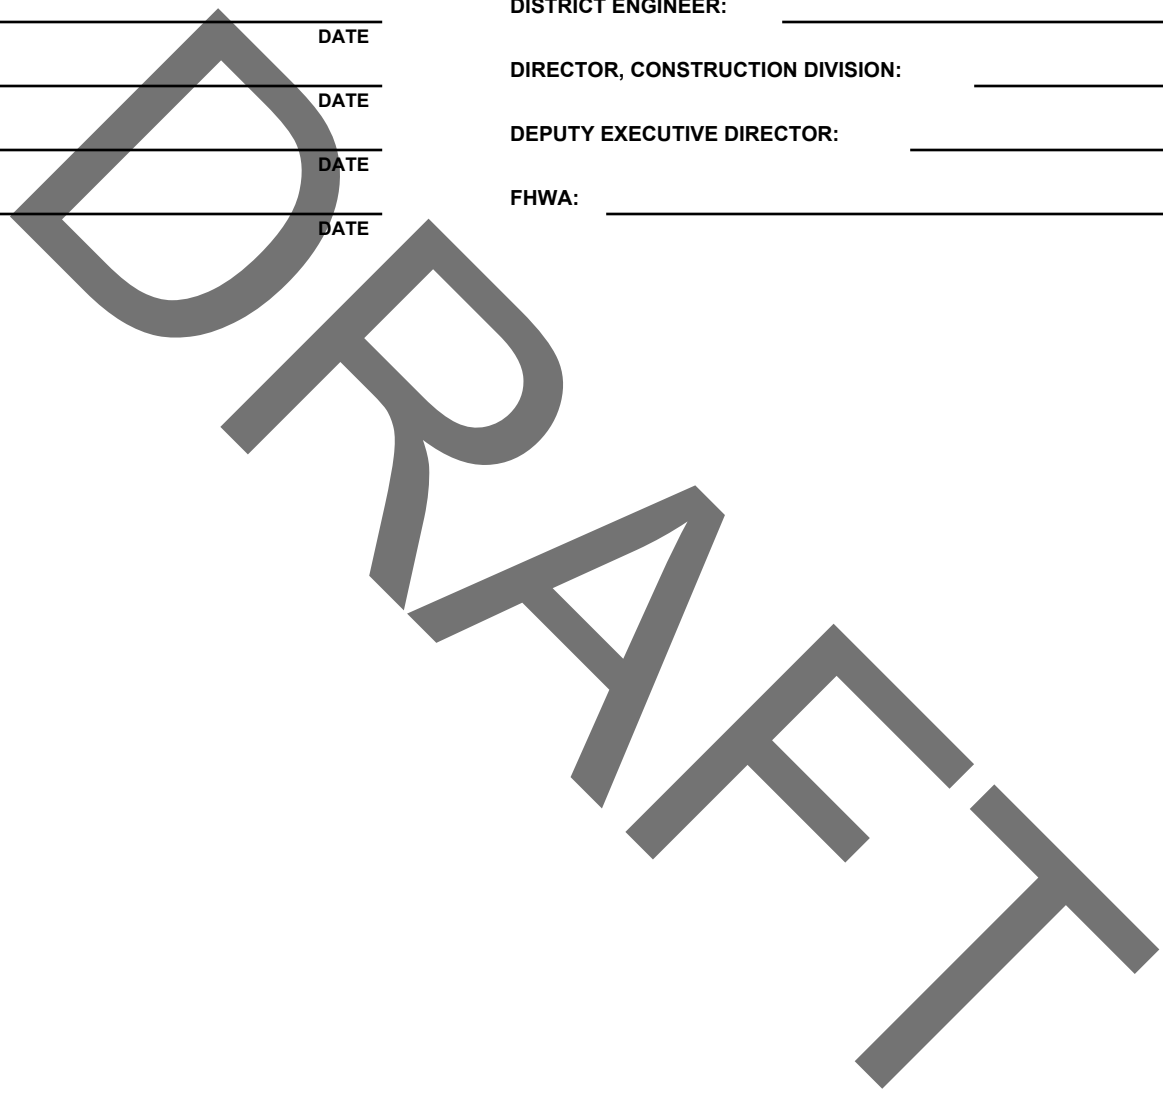 DISTRICT ENGINEER:
DATE
DIRECTOR, CONSTRUCTION DIVISION:
DATE
DEPUTY EXECUTIVE DIRECTOR:
DATE
FHWA:
DATE
DRAFT